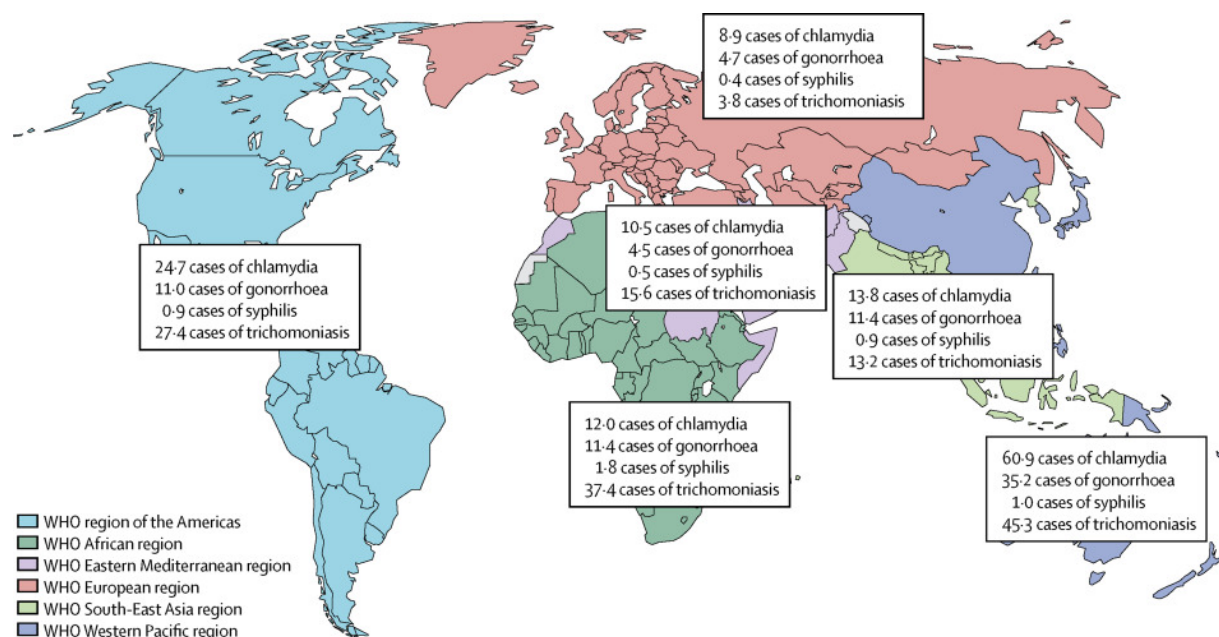 8·9 cases of chlamydia
4·7 cases of gonorrhoea
0·4 cases of syphilis
3·8 cases of trichomoniasis
10·5 cases of chlamydia
4·5 cases of gonorrhoea
0·5 cases of syphilis
15·6 cases of trichomoniasis
24·7 cases of chlamydia
11·0 cases of gonorrhoea
0·9 cases of syphilis
27·4 cases of trichomoniasis
13·8 cases of chlamydia
11·4 cases of gonorrhoea
0·9 cases of syphilis
13·2 cases of trichomoniasis
12·0 cases of chlamydia
11·4 cases of gonorrhoea
1·8 cases of syphilis
37·4 cases of trichomoniasis
60·9 cases of chlamydia
35·2 cases of gonorrhoea
1·0 cases of syphilis
45·3 cases of trichomoniasis
WHO region of the Americas
WHO African region
WHO Eastern Mediterranean region
WHO European region
WHO South-East Asia region
WHO Western Pacific region